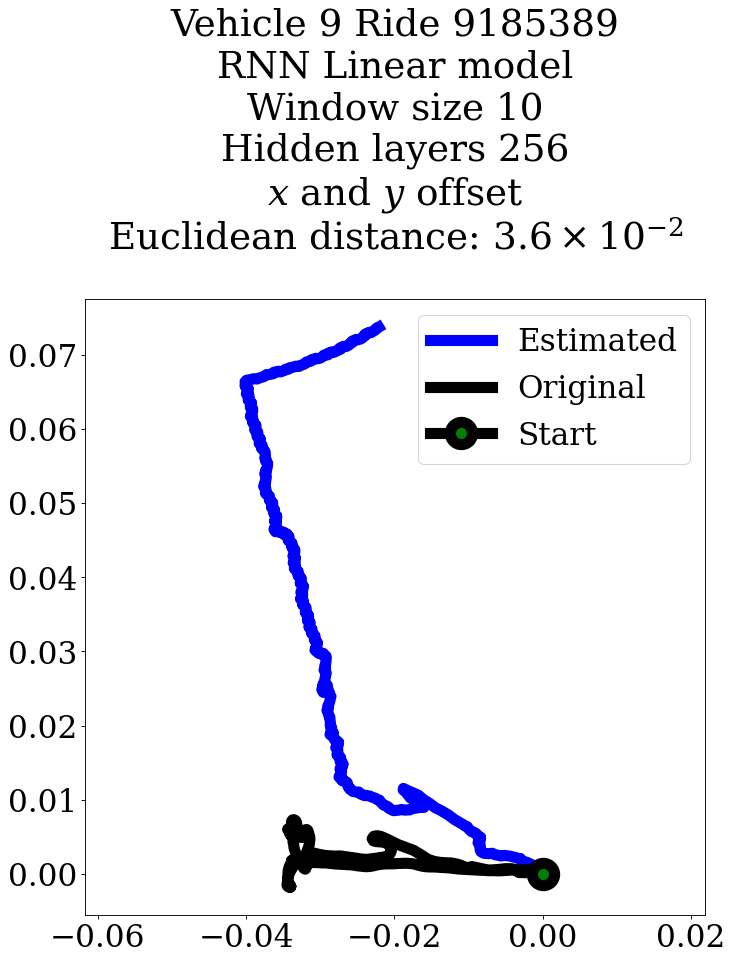 Vehicle 9 Ride 9185389
RNN Linear model
Window size 10
Hidden layers 256
x and y offset
Euclidean distance: 3.6 × 10⁻²
Estimated
Original
Start
0.07
0.06
0.05
0.04
0.03
0.02
0.01
0.00
−0.06 −0.04 −0.02 0.00 0.02